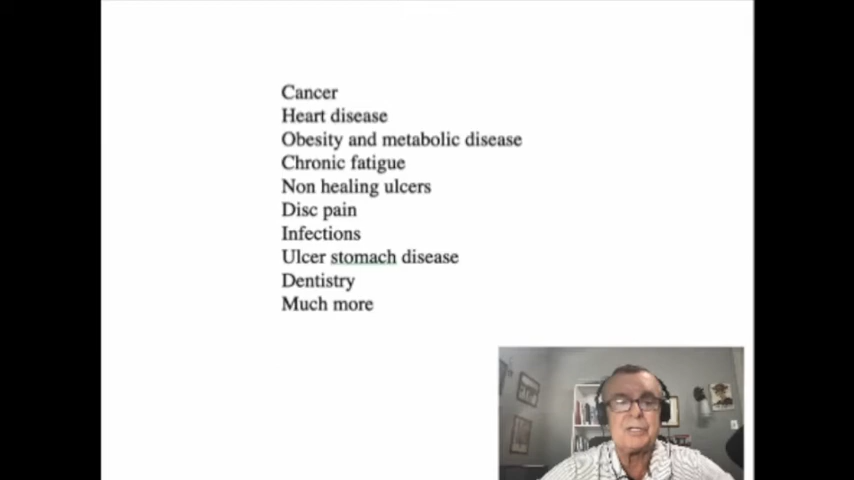 Cancer
Heart disease
Obesity and metabolic disease
Chronic fatigue
Non healing ulcers
Disc pain
Infections
Ulcer stomach disease
Dentistry
Much more